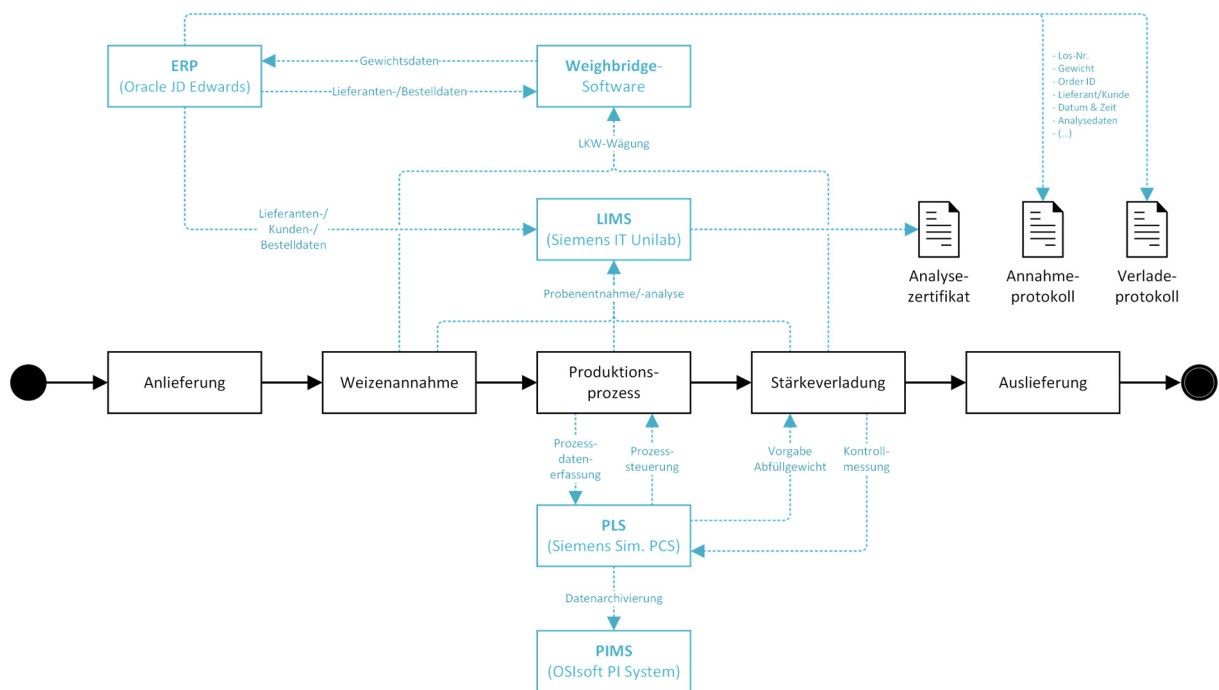 ERP
(Oracle JD Edwards)
Gewichtsdaten
Lieferanten-/Bestelldaten
Weighbridge-
Software
- Los-Nr.
- Gewicht
- Order ID
- Lieferant/Kunde
- Datum & Zeit
- Analysedaten
- (...)
LKW-Wägung
Lieferanten-/
Kunden-/
Bestelldaten
LIMS
(Siemens IT Unilab)
Analyse-
zertifikat
Annahme-
protokoll
Verlade-
protokoll
Probenentnahme/-analyse
Anlieferung
Weizenannahme
Produktions-
prozess
Stärkeverladung
Auslieferung
Prozess-
daten-
erfassung
Prozess-
steuerung
Vorgabe
Abfüllgewicht
Kontroll-
messung
PLS
(Siemens Sim. PCS)
Datenarchivierung
PIMS
(OSIsoft PI System)